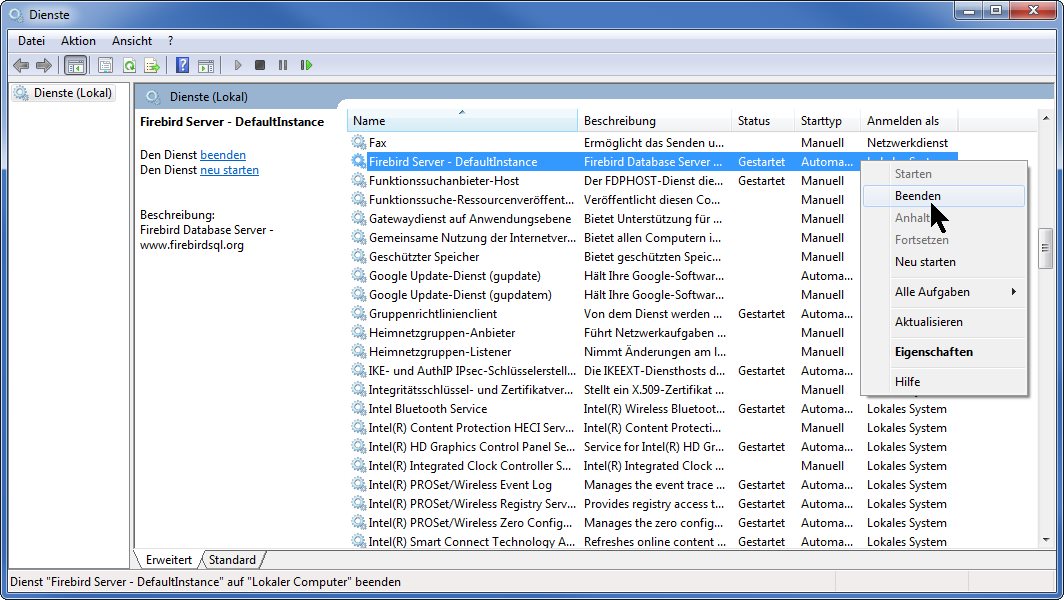 Dienste
Datei Aktion Ansicht ?
Dienste (Lokal)
Dienste (Lokal)
Firebird Server - DefaultInstance
Den Dienst beenden
Den Dienst neu starten
Beschreibung:
Firebird Database Server -
www.firebirdsql.org
Name Beschreibung Status Starttyp Anmelden als
Fax Ermöglicht das Senden u... Manuell Netzwerkdienst
Firebird Server - DefaultInstance Firebird Database Server ... Gestartet Automa... Lokales System
Funktionssuchanbieter-Host Der FDPHOST-Dienst die... Gestartet Manuell
Funktionssuche-Ressourcenveröffent... Veröffentlicht diesen Co... Manuell
Gatewaydienst auf Anwendungsebene Bietet Unterstützung für ... Manuell
Gemeinsame Nutzung der Internetver... Bietet allen Computern i... Manuell
Geschützter Speicher Bietet geschützten Spei... Manuell
Google Update-Dienst (gupdate) Hält Ihre Google-Softwar... Automa...
Google Update-Dienst (gupdatem) Hält Ihre Google-Softwar... Manuell
Gruppenrichtlinienclient Von dem Dienst werden ... Gestartet Automa...
Heimnetzgruppen-Anbieter Führt Netzwerkaufgaben ... Manuell
Heimnetzgruppen-Listener Nimmt Änderungen am l... Manuell
IKE- und AuthIP IPsec-Schlüsselerstell... Die IKEEXT-Diensthosts d... Gestartet Automa...
Integritätsschlüssel- und Zertifikatver... Stellt ein X.509-Zertifikat ... Manuell
Intel Bluetooth Service Intel(R) Wireless Bluetoot... Gestartet Automa... Lokales System
Intel(R) Content Protection HECI Serv... Intel(R) Content Protecti... Manuell Lokales System
Intel(R) HD Graphics Control Panel Se... Service for Intel(R) HD Gr... Gestartet Automa... Lokales System
Intel(R) Integrated Clock Controller S... Intel(R) Integrated Clock ... Manuell Lokales System
Intel(R) PROSet/Wireless Event Log Manages the event trace ... Gestartet Automa... Lokales System
Intel(R) PROSet/Wireless Registry Serv... Provides registry access t... Gestartet Automa... Lokales System
Intel(R) PROSet/Wireless Zero Config... Manages the zero config... Gestartet Automa... Lokales System
Intel(R) Smart Connect Technology A... Refreshes online content ... Gestartet Automa... Lokales System
Starten
Beenden
Anhalt
Fortsetzen
Neu starten
Alle Aufgaben
Aktualisieren
Eigenschaften
Hilfe
Erweitert Standard
Dienst "Firebird Server - DefaultInstance" auf "Lokaler Computer" beenden